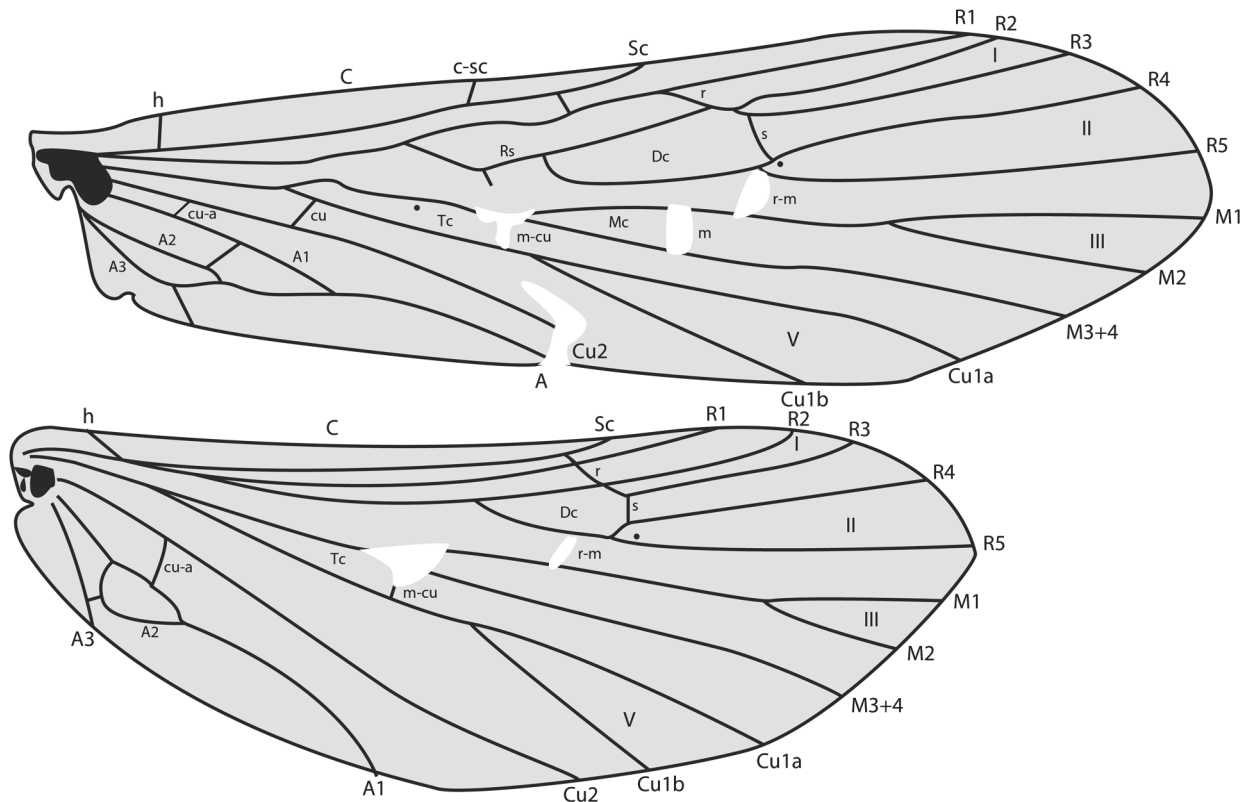 R1
R2
R3
Sc
I
c-sc
C
R4
r
h
II
s
R5
Rs
Dc
r-m
cu-a
cu
Tc
Mc
M1
m-cu
m
A2
III
A1
A3
M2
M3+4
V
Cu2
Cu1a
A
Cu1b
h
C
Sc
R1
R2
I
R3
r
R4
Dc
s
II
R5
Tc
r-m
cu-a
m-cu
M1
III
A2
A3
M2
M3+4
V
Cu1a
A1
Cu1b
Cu2